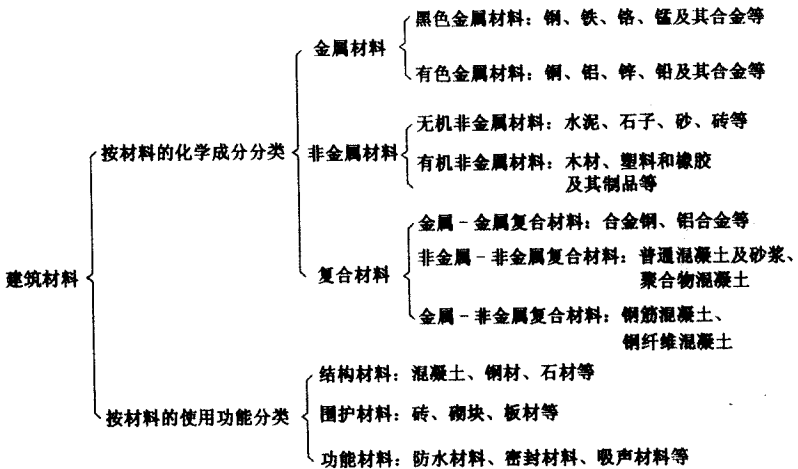 黑色金属材料：钢、铁、铬、锰及其合金等
金属材料
有色金属材料：铜、铝、锌、铅及其合金等
无机非金属材料：水泥、石子、砂、砖等
按材料的化学成分分类
非金属材料
有机非金属材料：木材、塑料和橡胶
及其制品等
金属－金属复合材料：合金钢、铝合金等
非金属－非金属复合材料：普通混凝土及砂浆、
聚合物混凝土
建筑材料
复合材料
金属－非金属复合材料：钢筋混凝土、
钢纤维混凝土
结构材料：混凝土、钢材、石材等
按材料的使用功能分类
围护材料：砖、砌块、板材等
功能材料：防水材料、密封材料、吸声材料等